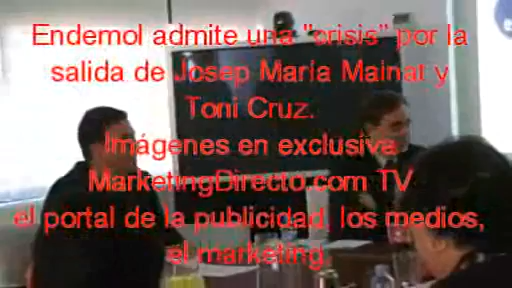 Endemol admite una "crisis" por la
salida de Josep María Mainat y
Toni Cruz.
Imágenes en exclusiva
MarketingDirecto.com TV
el portal de la publicidad, los medios,
el marketing.